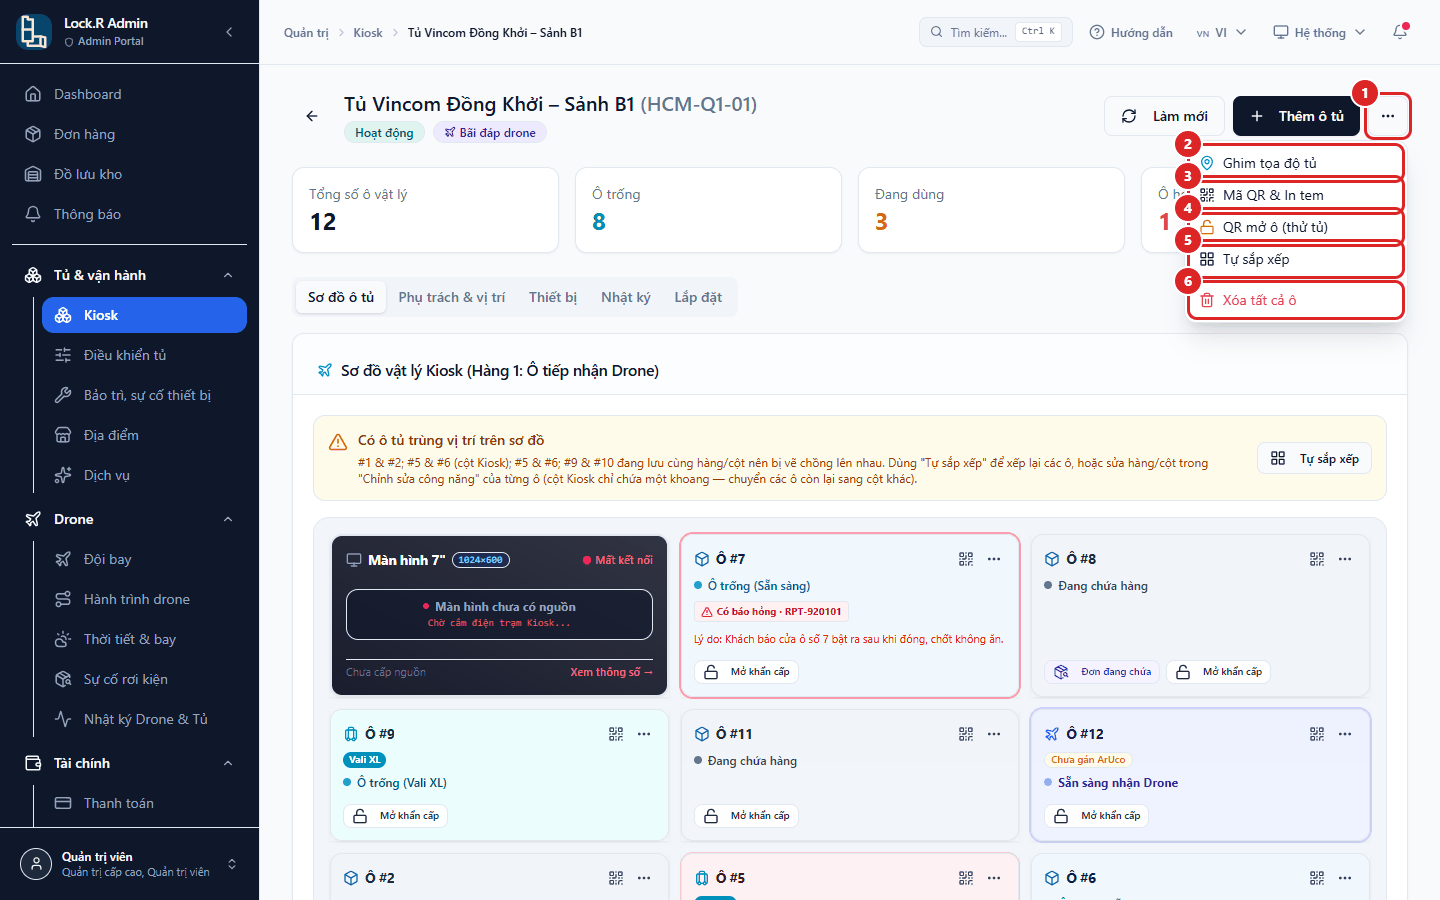 Lock.R Admin
Admin Portal
Dashboard
Đơn hàng
Đồ lưu kho
Thông báo
Tủ & vận hành
Kiosk
Điều khiển tủ
Bảo trì, sự cố thiết bị
Địa điểm
Dịch vụ
Drone
Đội bay
Hành trình drone
Thời tiết & bay
Sự cố rơi kiện
Nhật ký Drone & Tủ
Tài chính
Thanh toán
Quản trị viên
Quản trị cấp cao, Quản trị viên
Quản trị > Kiosk > Tủ Vincom Đồng Khởi – Sảnh B1
Tìm kiếm... Ctrl K
Hướng dẫn
VN VI
Hệ thống
Tủ Vincom Đồng Khởi – Sảnh B1 (HCM-Q1-01)
Hoạt động
Bãi đáp drone
Làm mới
+ Thêm ô tủ
1
2 Ghim tọa độ tủ
3 Mã QR & In tem
4 QR mở ô (thử tủ)
5 Tự sắp xếp
6 Xóa tất cả ô
Tổng số ô vật lý
12
Ô trống
8
Đang dùng
3
1
Sơ đồ ô tủ
Phụ trách & vị trí
Thiết bị
Nhật ký
Lắp đặt
Sơ đồ vật lý Kiosk (Hàng 1: Ô tiếp nhận Drone)
Có ô tủ trùng vị trí trên sơ đồ
#1 & #2; #5 & #6 (cột Kiosk); #5 & #6; #9 & #10 đang lưu cùng hàng/cột nên bị vẽ chồng lên nhau. Dùng "Tự sắp xếp" để xếp lại các ô, hoặc sửa hàng/cột trong
"Chỉnh sửa công năng" của từng ô (cột Kiosk chỉ chứa một khoang — chuyển các ô còn lại sang cột khác).
Tự sắp xếp
Màn hình 7" 1024×600 Mất kết nối
Màn hình chưa có nguồn
Chờ cắm điện trạm Kiosk...
Chưa cấp nguồn
Xem thông số →
Ô #7
Ô trống (Sẵn sàng)
Có báo hỏng · RPT-920101
Lý do: Khách báo cửa ô số 7 bật ra sau khi đóng, chốt không ăn.
Mở khẩn cấp
Ô #8
Đang chứa hàng
Đơn đang chứa
Mở khẩn cấp
Ô #9
Vali XL
Ô trống (Vali XL)
Mở khẩn cấp
Ô #11
Đang chứa hàng
Mở khẩn cấp
Ô #12
Chưa gán ArUco
Sẵn sàng nhận Drone
Mở khẩn cấp
Ô #2
Ô #5
Ô #6